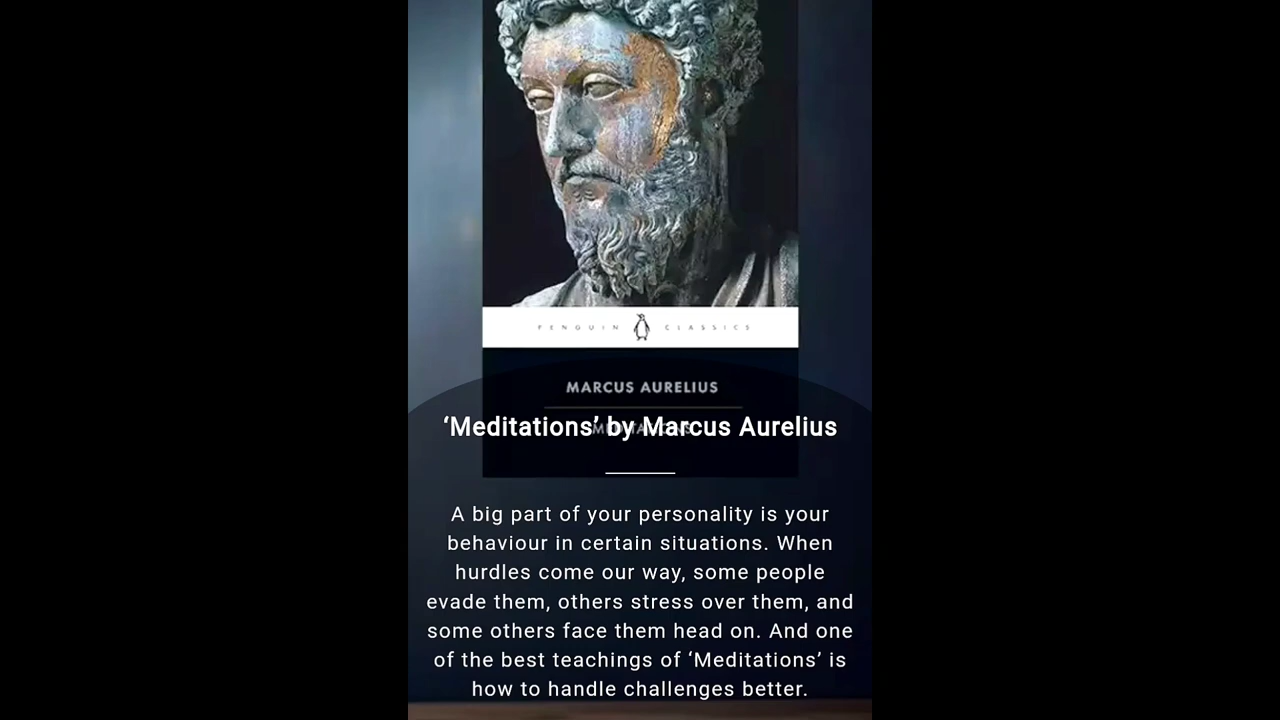 PENGUIN CLASSICS
MARCUS AURELIUS
MEDITATIONS
‘Meditations’ by Marcus Aurelius
A big part of your personality is your
behaviour in certain situations. When
hurdles come our way, some people
evade them, others stress over them, and
some others face them head on. And one
of the best teachings of ‘Meditations’ is
how to handle challenges better.